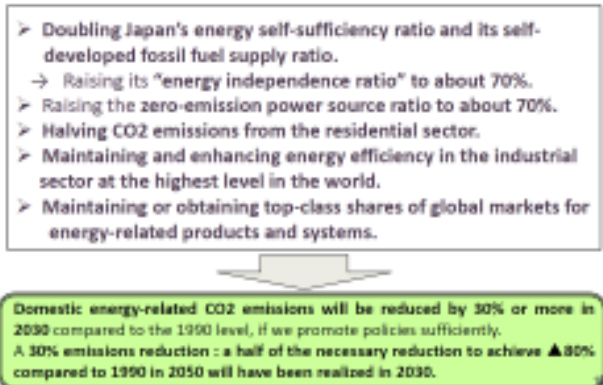 ➢ Doubling Japan's energy self-sufficiency ratio and its self-
developed fossil fuel supply ratio.
→ Raising its "energy independence ratio" to about 70%.
➢ Raising the zero-emission power source ratio to about 70%.
➢ Halving CO2 emissions from the residential sector.
➢ Maintaining and enhancing energy efficiency in the industrial
sector at the highest level in the world.
➢ Maintaining or obtaining top-class shares of global markets for
energy-related products and systems.
Domestic energy-related CO2 emissions will be reduced by 30% or more in
2030 compared to the 1990 level, if we promote policies sufficiently.
A 30% emissions reduction : a half of the necessary reduction to achieve ▲80%
compared to 1990 in 2050 will have been realized in 2030.